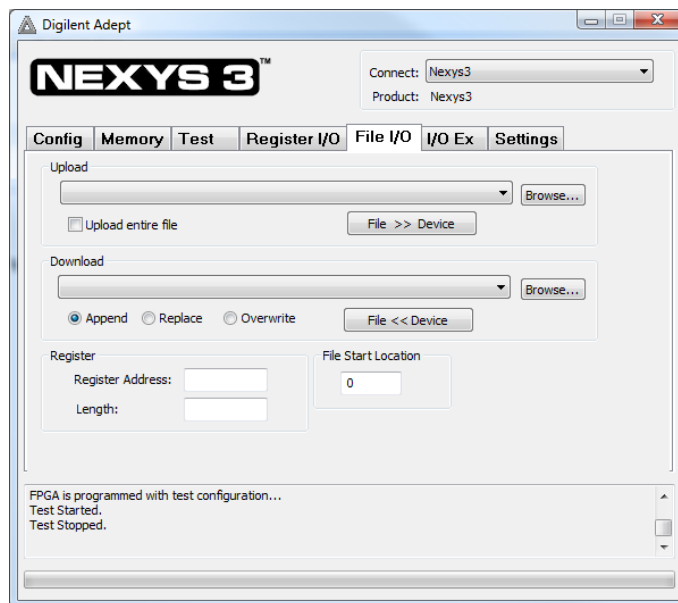 Digilent Adept
NEXYS 3™
Connect: Nexys3
Product: Nexys3
Config Memory Test Register I/O File I/O I/O Ex Settings
Upload
Browse...
Upload entire file File >> Device
Download
Browse...
Append Replace Overwrite File << Device
Register File Start Location
Register Address: 0
Length:
FPGA is programmed with test configuration...
Test Started.
Test Stopped.